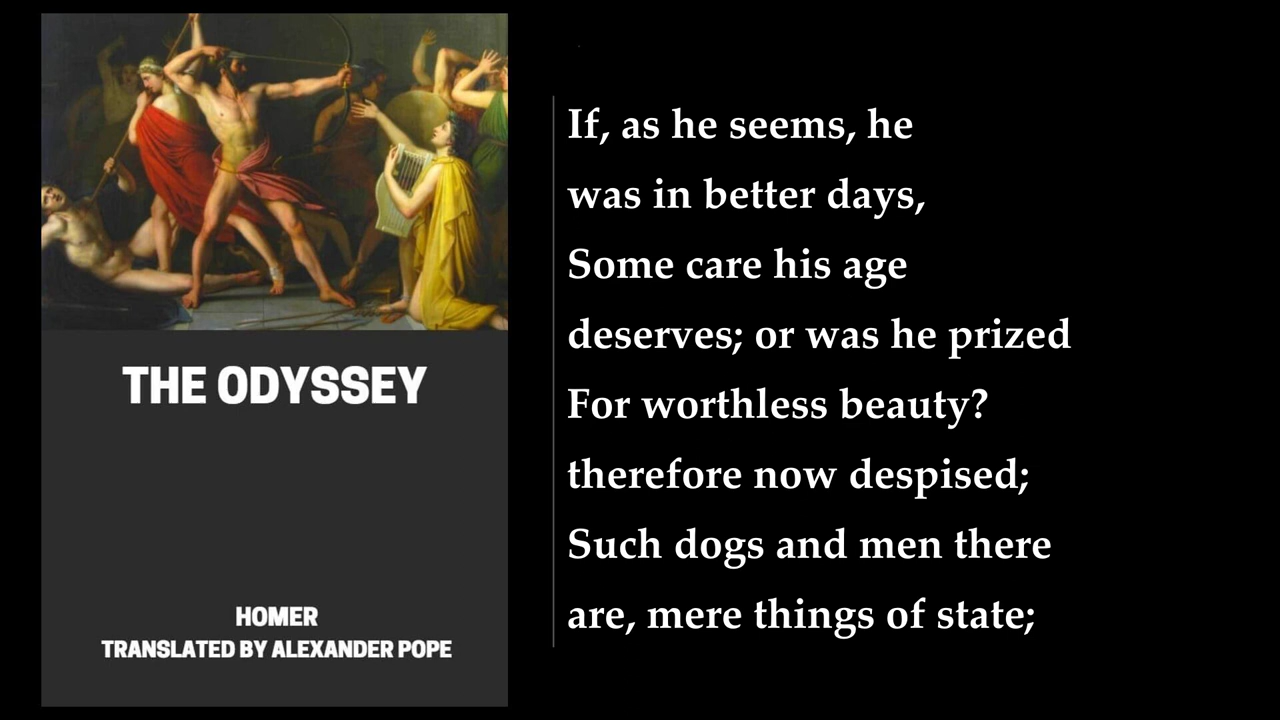 THE ODYSSEY
HOMER
TRANSLATED BY ALEXANDER POPE
If, as he seems, he
was in better days,
Some care his age
deserves; or was he prized
For worthless beauty?
therefore now despised;
Such dogs and men there
are, mere things of state;